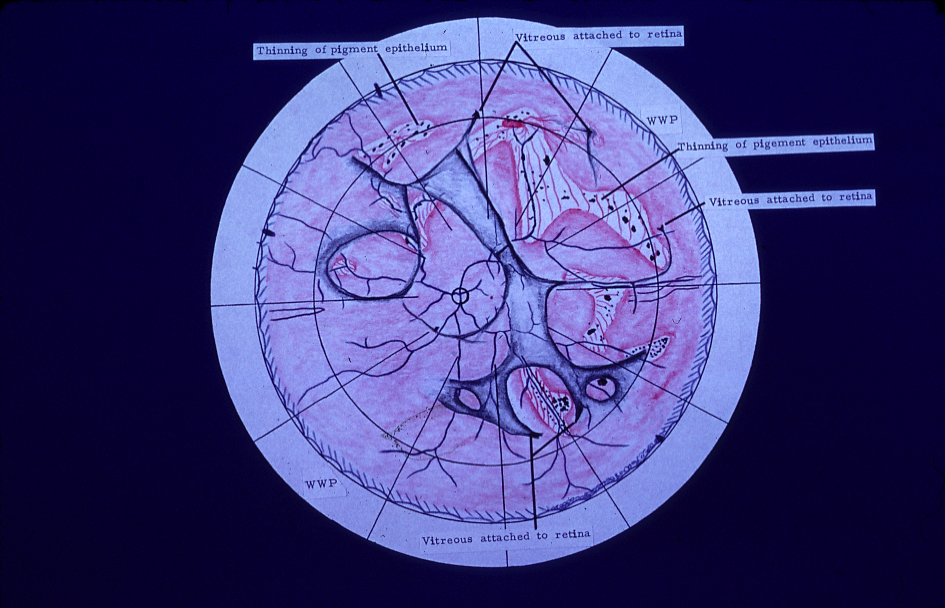 Vitreous attached to retina
Thinning of pigment epithelium
WWP
Thinning of pigement epithelium
Vitreous attached to retina
WWP
Vitreous attached to retina